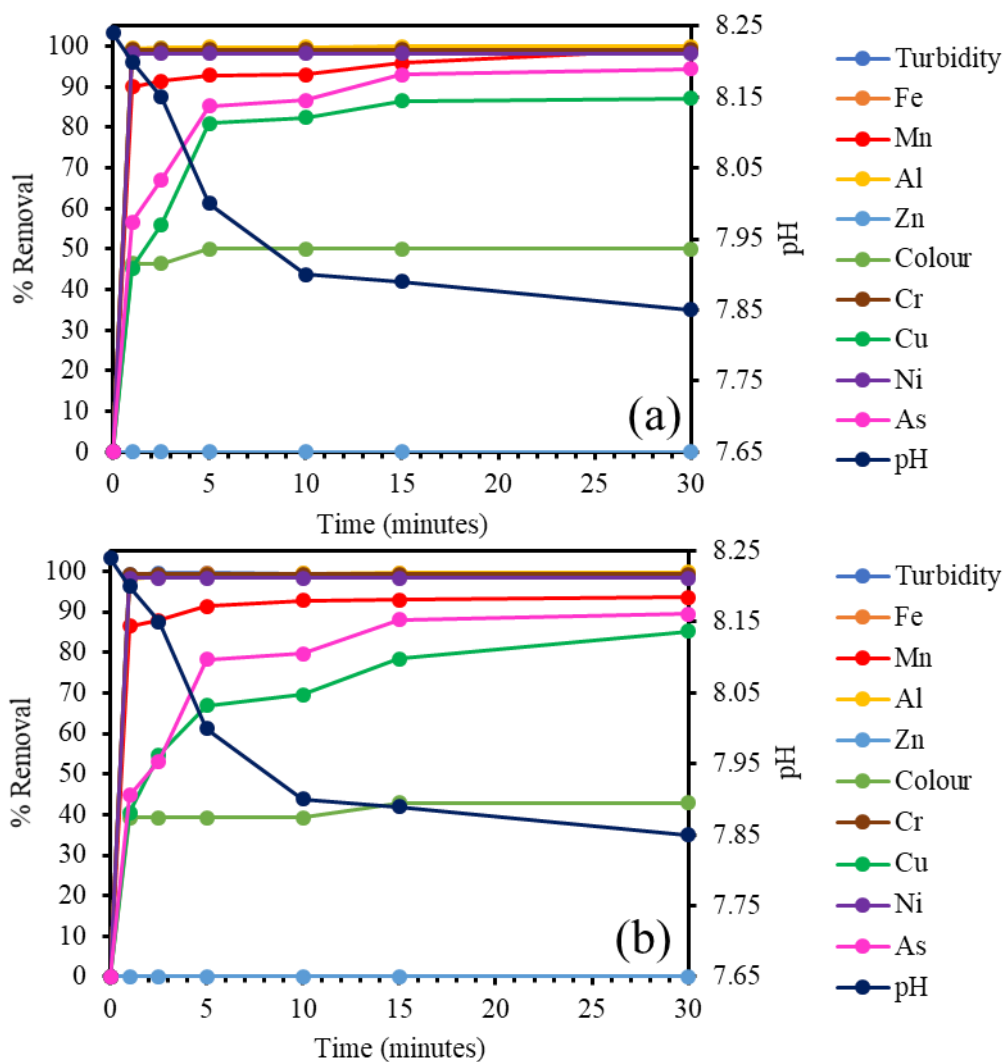 100
90
80
70
60
50
40
30
20
10
0
% Removal
0
5
10
15
20
25
30
Time (minutes)
8.25
8.15
8.05
7.95
7.85
7.75
7.65
pH
(a)
Turbidity
Fe
Mn
Al
Zn
Colour
Cr
Cu
Ni
As
pH
100
90
80
70
60
50
40
30
20
10
0
% Removal
0
5
10
15
20
25
30
Time (minutes)
8.25
8.15
8.05
7.95
7.85
7.75
7.65
pH
(b)
Turbidity
Fe
Mn
Al
Zn
Colour
Cr
Cu
Ni
As
pH